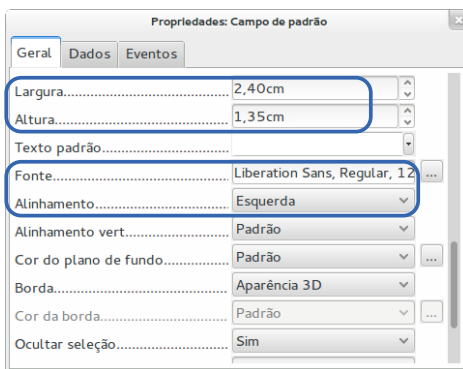 Propriedades: Campo de padrão
Geral Dados Eventos
Largura 2,40cm
Altura 1,35cm
Texto padrão
Fonte Liberation Sans, Regular, 12 ...
Alinhamento Esquerda
Alinhamento vert Padrão
Cor do plano de fundo Padrão ...
Borda Aparência 3D
Cor da borda Padrão ...
Ocultar seleção Sim